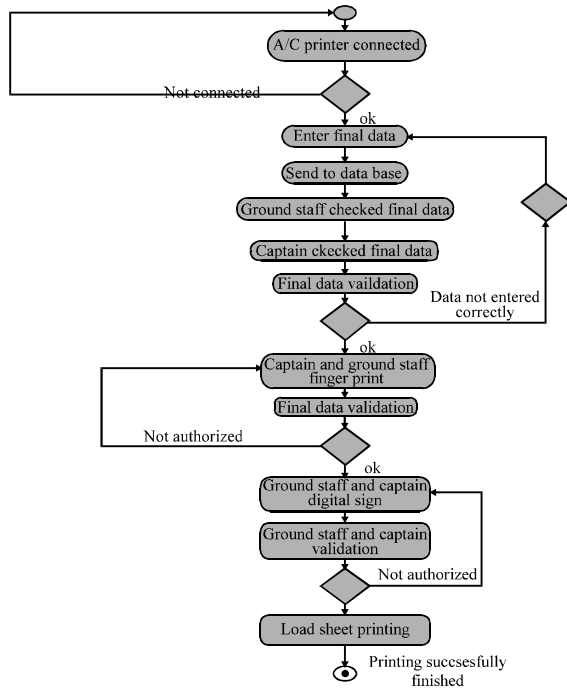 A/C printer connected
Not connected
ok
Enter final data
Send to data base
Ground staff checked final data
Captain ckecked final data
Final data vaildation
Data not entered
correctly
ok
Captain and ground staff
finger print
Final data validation
Not authorized
ok
Ground staff and captain
digital sign
Ground staff and captain
validation
Not authorized
Load sheet printing
Printing succsesfully
finished